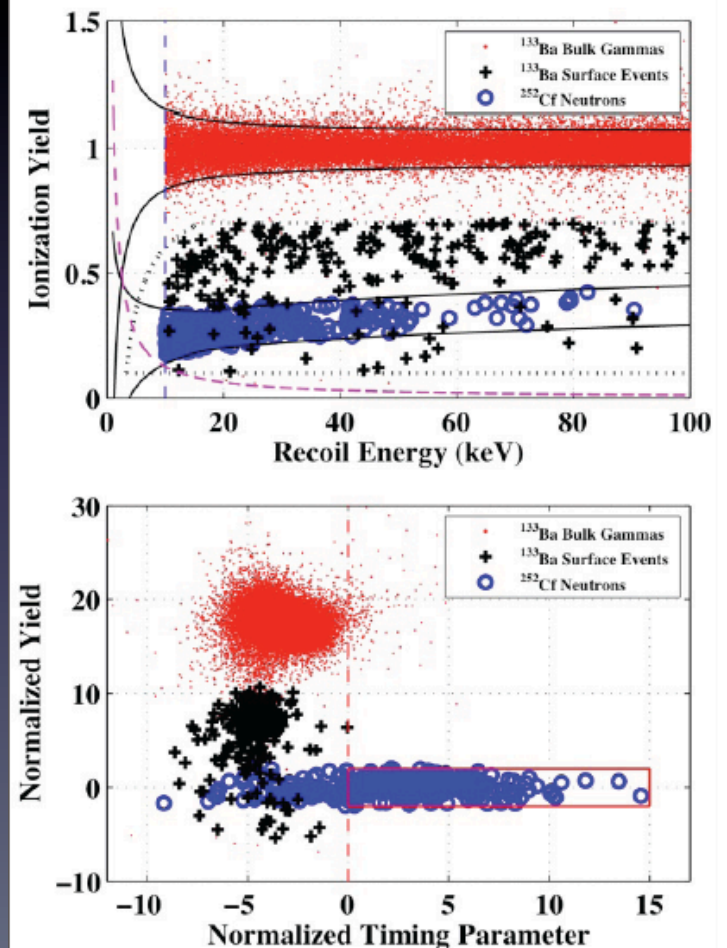 1.5
1
0.5
0
Ionization Yield
¹³³Ba Bulk Gammas
¹³³Ba Surface Events
²⁵²Cf Neutrons
0 20 40 60 80 100
Recoil Energy (keV)
30
20
10
0
−10
Normalized Yield
¹³³Ba Bulk Gammas
¹³³Ba Surface Events
²⁵²Cf Neutrons
−10 −5 0 5 10 15
Normalized Timing Parameter